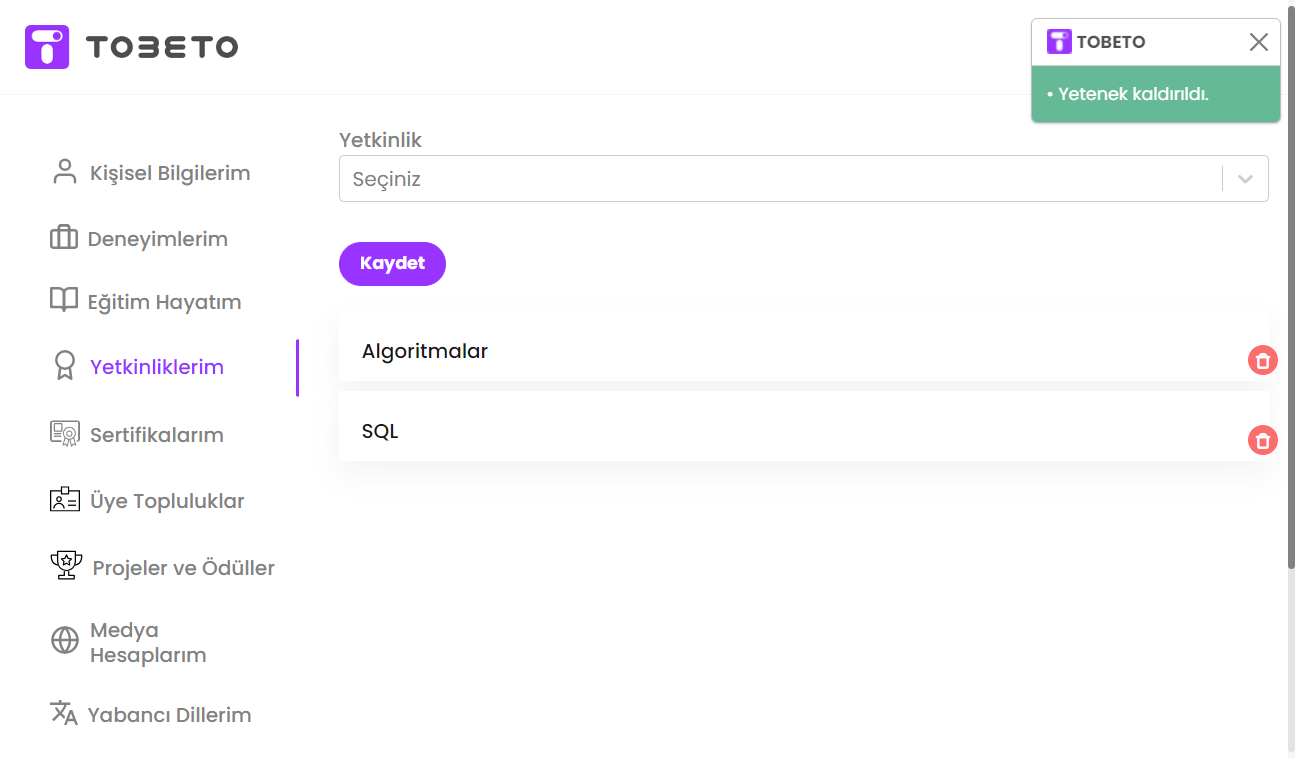 TOBETO
TOBETO
• Yetenek kaldırıldı.
Kişisel Bilgilerim
Deneyimlerim
Eğitim Hayatım
Yetkinliklerim
Sertifikalarım
Üye Topluluklar
Projeler ve Ödüller
Medya
Hesaplarım
Yabancı Dillerim
Yetkinlik
Seçiniz
Kaydet
Algoritmalar
SQL